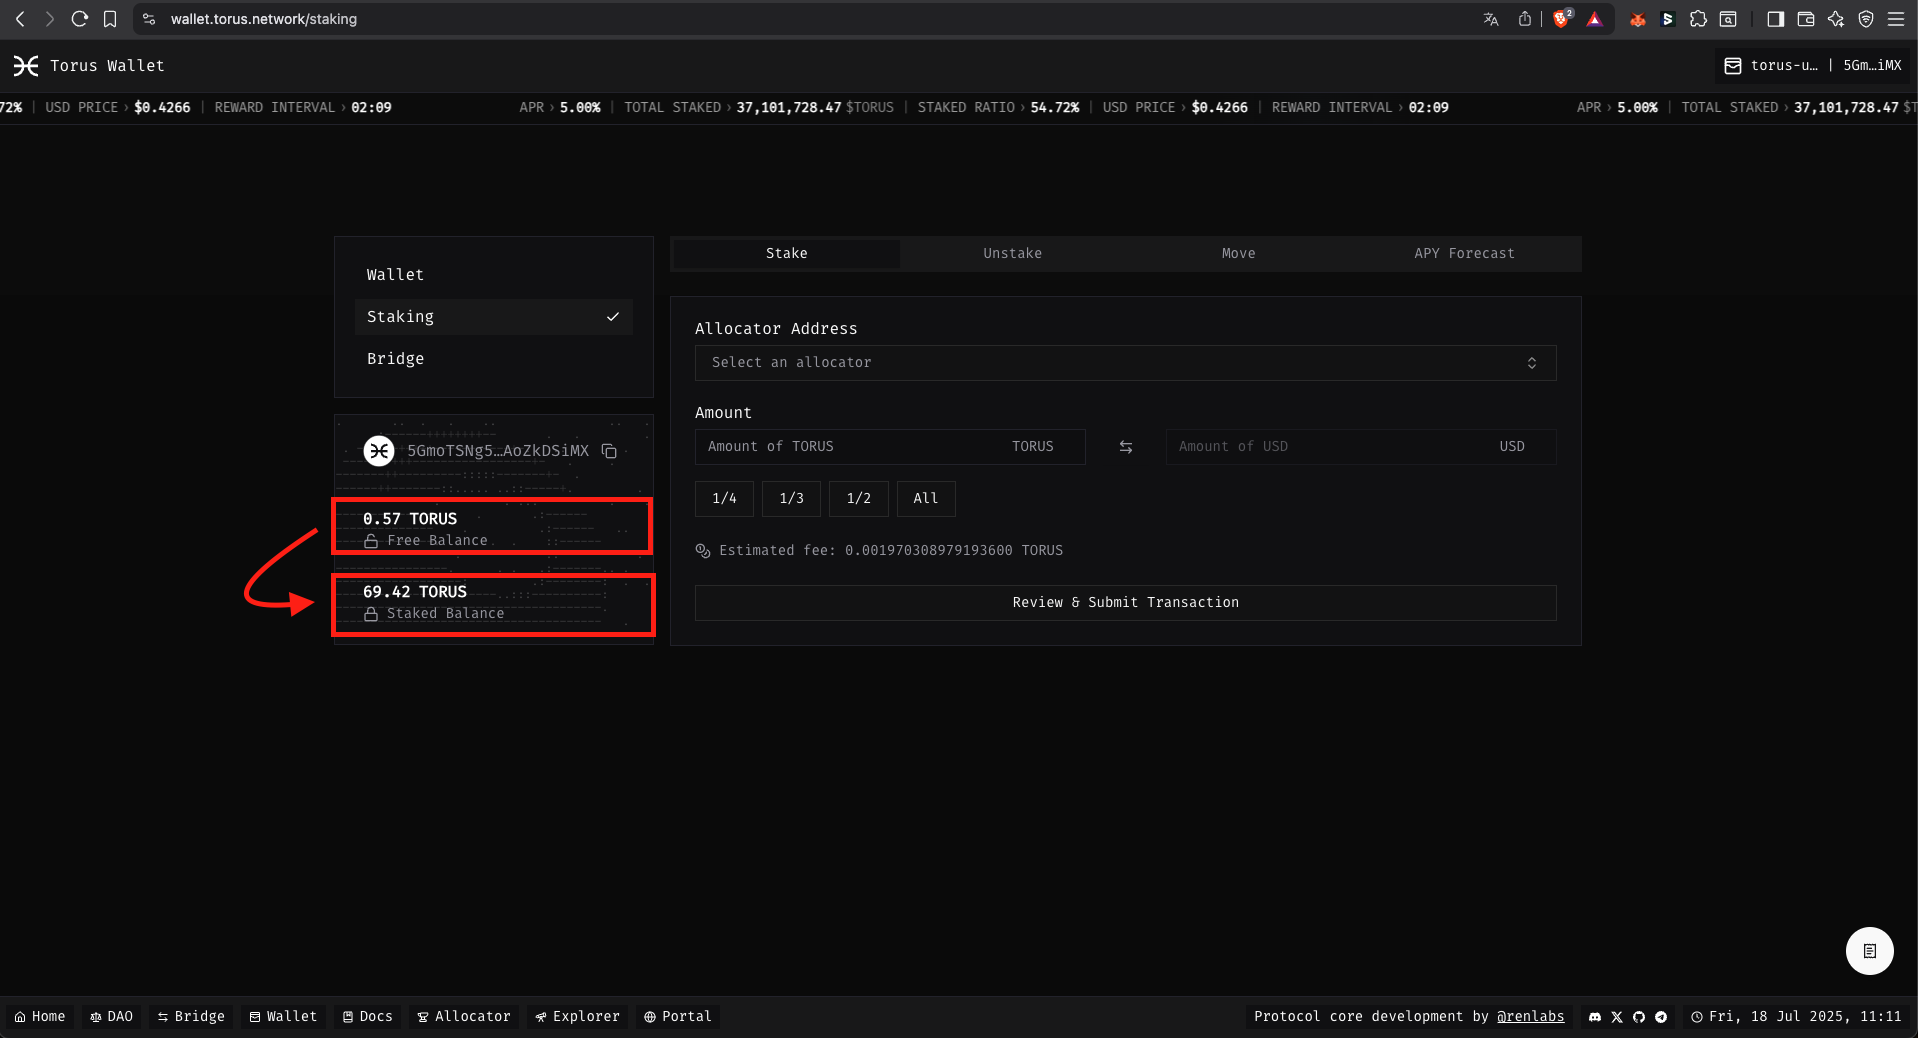 wallet.torus.network/staking
2
Torus Wallet
torus-u… | 5Gm…iMX
72% | USD PRICE › $0.4266 | REWARD INTERVAL › 02:09 APR › 5.00% | TOTAL STAKED › 37,101,728.47 $TORUS | STAKED RATIO › 54.72% | USD PRICE › $0.4266 | REWARD INTERVAL › 02:09 APR › 5.00% | TOTAL STAKED › 37,101,728.47 $T
Wallet
Staking
Bridge
5GmoTSNg5…AoZkDSiMX
0.57 TORUS
Free Balance
69.42 TORUS
Staked Balance
Stake Unstake Move APY Forecast
Allocator Address
Select an allocator
Amount
Amount of TORUS TORUS Amount of USD USD
1/4 1/3 1/2 All
Estimated fee: 0.001970308979193600 TORUS
Review & Submit Transaction
Home DAO Bridge Wallet Docs Allocator Explorer Portal Protocol core development by @renlabs Fri, 18 Jul 2025, 11:11